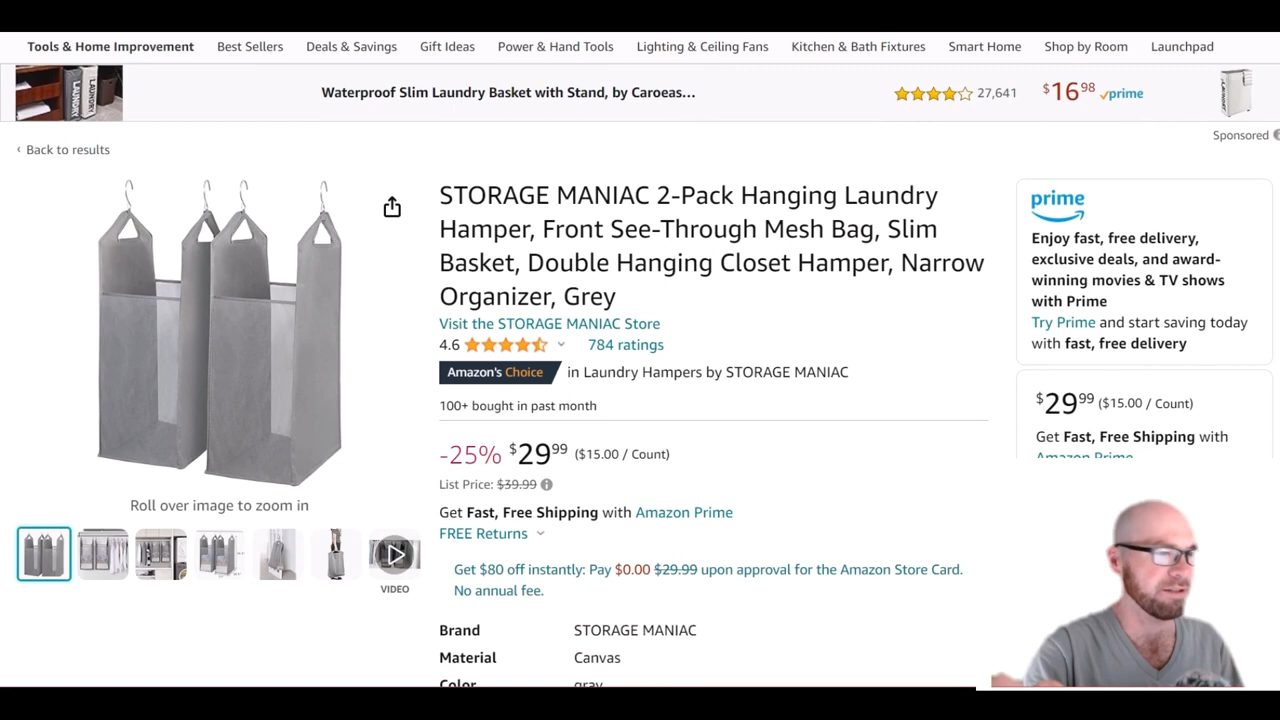 Tools & Home Improvement Best Sellers Deals & Savings Gift Ideas Power & Hand Tools Lighting & Ceiling Fans Kitchen & Bath Fixtures Smart Home Shop by Room Launchpad
LAUNDRY LAUNDRY
Waterproof Slim Laundry Basket with Stand, by Caroeas... 27,641 $16.98 prime
Sponsored
‹ Back to results
STORAGE MANIAC 2-Pack Hanging Laundry
Hamper, Front See-Through Mesh Bag, Slim
Basket, Double Hanging Closet Hamper, Narrow
Organizer, Grey
Visit the STORAGE MANIAC Store
4.6 784 ratings
Amazon's Choice in Laundry Hampers by STORAGE MANIAC
100+ bought in past month
-25% $29.99 ($15.00 / Count)
List Price: $39.99
Get Fast, Free Shipping with Amazon Prime
FREE Returns
Get $80 off instantly: Pay $0.00 $29.99 upon approval for the Amazon Store Card.
No annual fee.
Brand STORAGE MANIAC
Material Canvas
Color gray
Roll over image to zoom in
VIDEO
prime
Enjoy fast, free delivery,
exclusive deals, and award-
winning movies & TV shows
with Prime
Try Prime and start saving today
with fast, free delivery
$29.99 ($15.00 / Count)
Get Fast, Free Shipping with
Amazon Prime